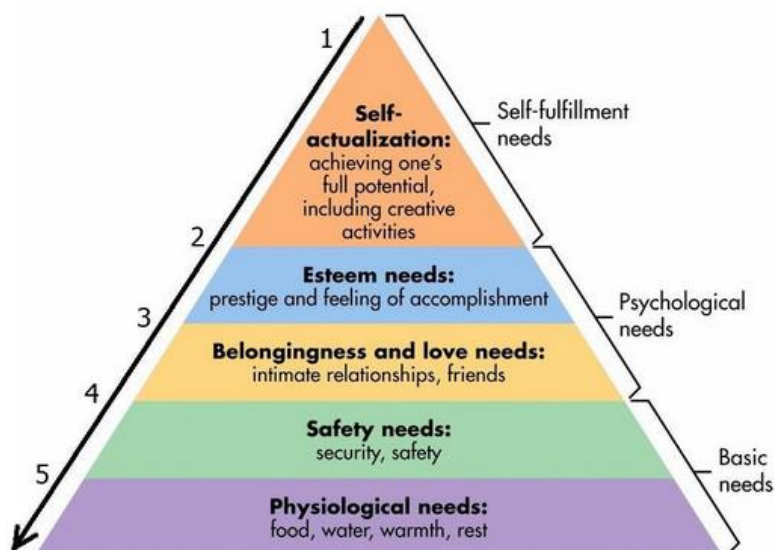 1
Self-
actualization:
achieving one's
full potential,
including creative
activities
Self-fulfillment
needs
2
Esteem needs:
prestige and feeling of accomplishment
Psychological
needs
3
Belongingness and love needs:
intimate relationships, friends
4
Safety needs:
security, safety
Basic
needs
5
Physiological needs:
food, water, warmth, rest